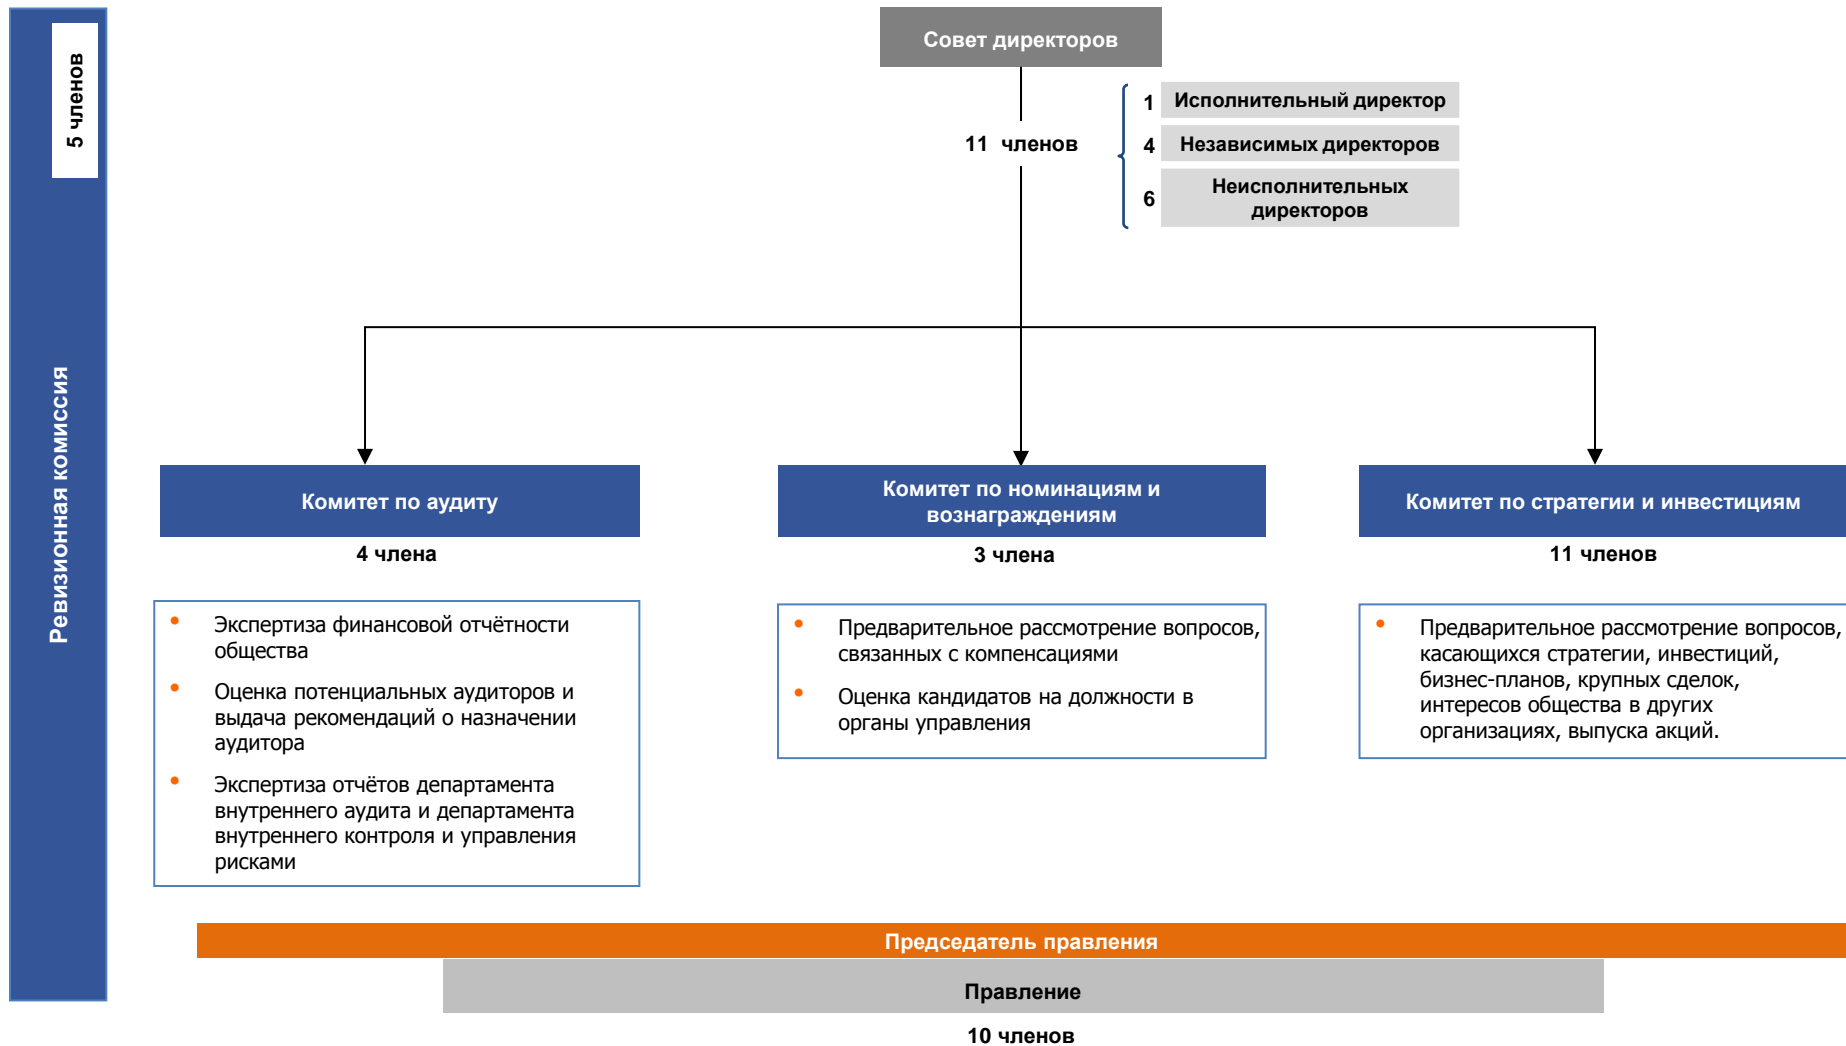 5 членов
Ревизионная комиссия
Совет директоров
11 членов
1 Исполнительный директор
4 Независимых директоров
6 Неисполнительных
директоров
Комитет по аудиту
4 члена
• Экспертиза финансовой отчётности
общества
• Оценка потенциальных аудиторов и
выдача рекомендаций о назначении
аудитора
• Экспертиза отчётов департамента
внутреннего аудита и департамента
внутреннего контроля и управления
рисками
Комитет по номинациям и
вознаграждениям
3 члена
• Предварительное рассмотрение вопросов,
связанных с компенсациями
• Оценка кандидатов на должности в
органы управления
Комитет по стратегии и инвестициям
11 членов
• Предварительное рассмотрение вопросов,
касающихся стратегии, инвестиций,
бизнес-планов, крупных сделок,
интересов общества в других
организациях, выпуска акций.
Председатель правления
Правление
10 членов